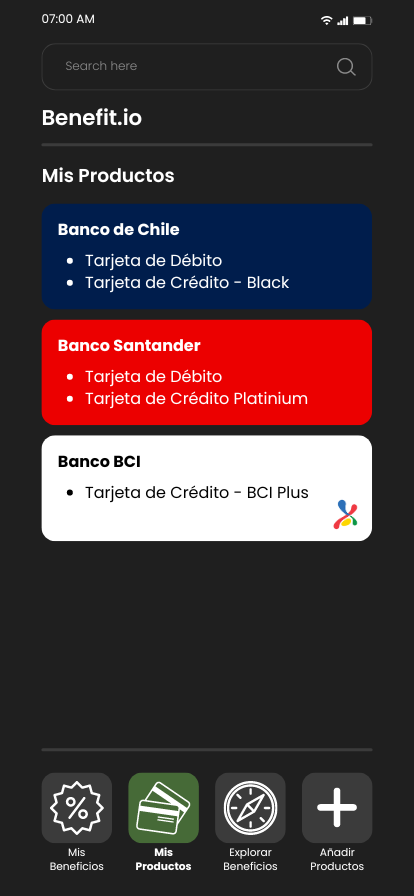 07:00 AM
Search here
Benefit.io
Mis Productos
Banco de Chile
Tarjeta de Débito
Tarjeta de Crédito - Black
Banco Santander
Tarjeta de Débito
Tarjeta de Crédito Platinium
Banco BCI
Tarjeta de Crédito - BCI Plus
Mis
Beneficios
Mis
Productos
Explorar
Beneficios
Añadir
Productos